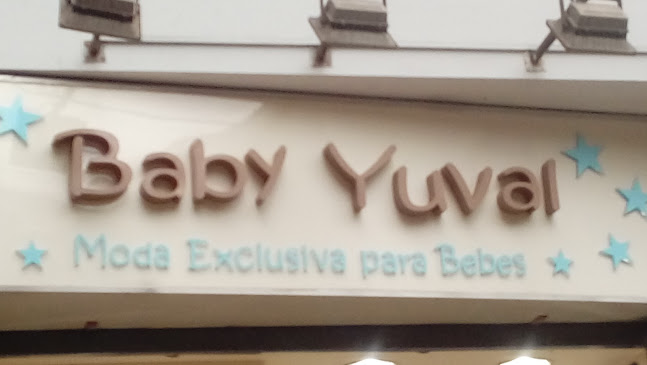 Baby Yuval
Moda Exclusiva para Bebes